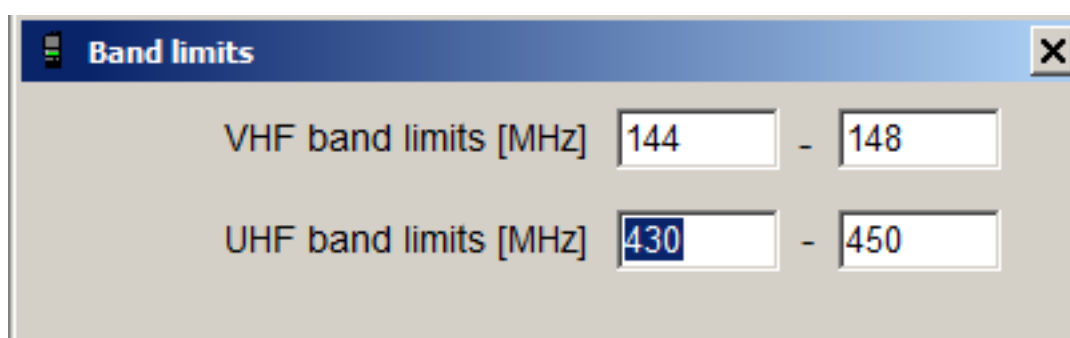 Band limits
VHF band limits [MHz] 144 - 148
UHF band limits [MHz] 430 - 450